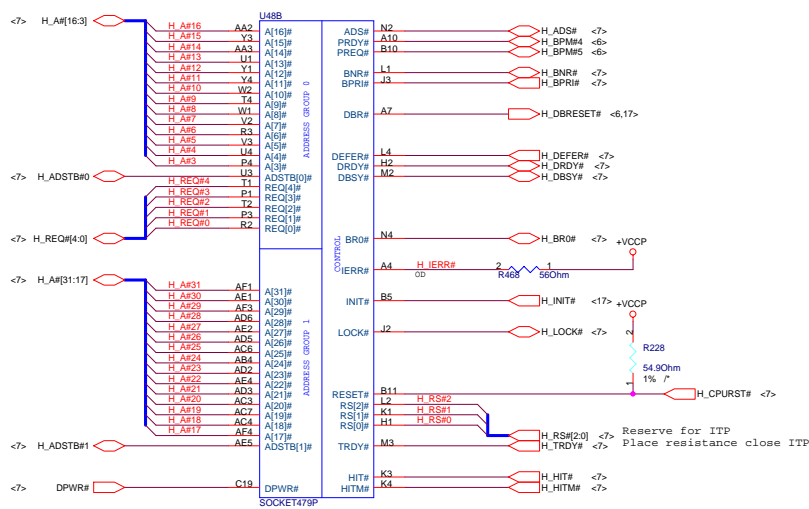 U48B
<7> H_A#[16:3]
H_A#16 AA2 A[16]#
H_A#15 Y3 A[15]#
H_A#14 AA3 A[14]#
H_A#13 U1 A[13]#
H_A#12 Y1 A[12]#
H_A#11 Y4 A[11]#
H_A#10 W2 A[10]#
H_A#9 T4 A[9]#
H_A#8 W1 A[8]#
H_A#7 V2 A[7]#
H_A#6 R3 A[6]#
H_A#5 V3 A[5]#
H_A#4 U4 A[4]#
H_A#3 P4 A[3]#
<7> H_ADSTB#0 U3 ADSTB[0]#
H_REQ#4 T1 REQ[4]#
H_REQ#3 P1 REQ[3]#
H_REQ#2 T2 REQ[2]#
H_REQ#1 P3 REQ[1]#
H_REQ#0 R2 REQ[0]#
<7> H_REQ#[4:0]
ADDRESS GROUP 0
<7> H_A#[31:17]
H_A#31 AF1 A[31]#
H_A#30 AE1 A[30]#
H_A#29 AF3 A[29]#
H_A#28 AD6 A[28]#
H_A#27 AE2 A[27]#
H_A#26 AD5 A[26]#
H_A#25 AC6 A[25]#
H_A#24 AB4 A[24]#
H_A#23 AD2 A[23]#
H_A#22 AE4 A[22]#
H_A#21 AD3 A[21]#
H_A#20 AC3 A[20]#
H_A#19 AC7 A[19]#
H_A#18 AC4 A[18]#
H_A#17 AF4 A[17]#
<7> H_ADSTB#1 AE5 ADSTB[1]#
ADDRESS GROUP 1
<7> DPWR# C19 DPWR#
SOCKET479P
CONTROL
ADS# N2 H_ADS# <7>
PRDY# A10 H_BPM#4 <6>
PREQ# B10 H_BPM#5 <6>
BNR# L1 H_BNR# <7>
BPRI# J3 H_BPRI# <7>
DBR# A7 H_DBRESET# <6,17>
DEFER# L4 H_DEFER# <7>
DRDY# H2 H_DRDY# <7>
DBSY# M2 H_DBSY# <7>
BR0# N4 H_BR0# <7>
+VCCP
IERR# A4 H_IERR# 2 1
OD R468 56Ohm
INIT# B5 H_INIT# <17> +VCCP
LOCK# J2 H_LOCK# <7>
2
R228
54.9Ohm
1% /*
1
RESET# B11 H_CPURST# <7>
RS[2]# L2 H_RS#2
RS[1]# K1 H_RS#1
RS[0]# H1 H_RS#0
H_RS#[2:0] <7> Reserve for ITP
TRDY# M3 H_TRDY# <7> Place resistance close ITP
HIT# K3 H_HIT# <7>
HITM# K4 H_HITM# <7>